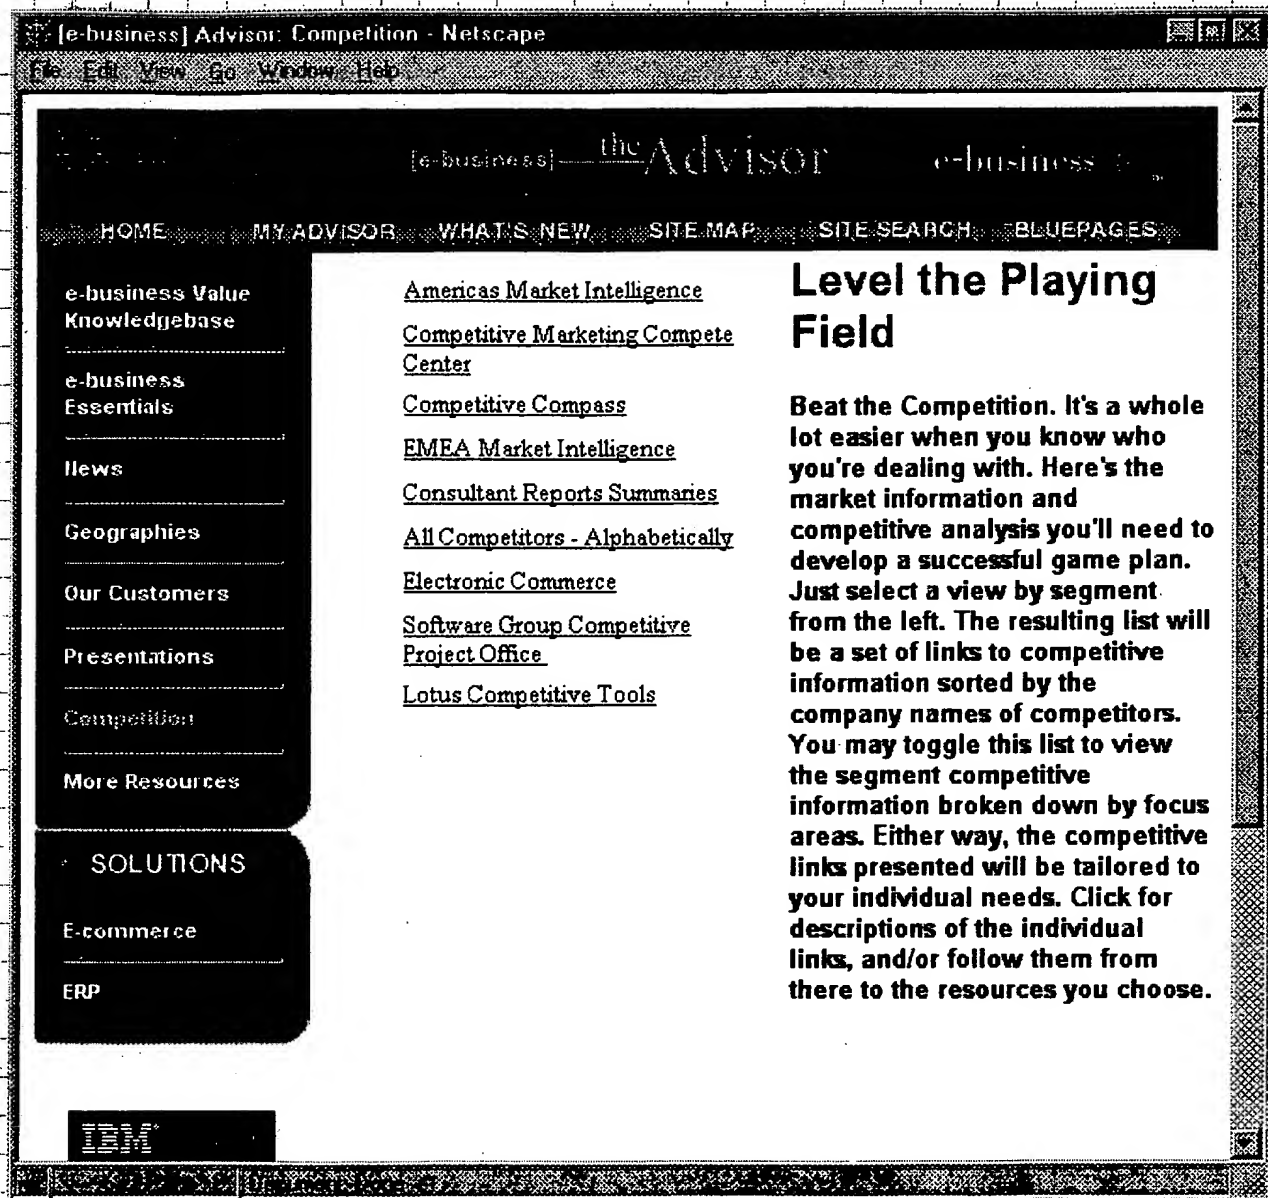 [e-business] Advisor: Competition - Netscape
File Edit View Go Window Help
[e-business] the Advisor e-business
HOME MY ADVISOR WHAT'S NEW SITE MAP SITE SEARCH BLUEPAGES
e-business Value
Knowledgebase
e-business
Essentials
News
Geographies
Our Customers
Presentations
Competition
More Resources
SOLUTIONS
E-commerce
ERP
IBM
Americas Market Intelligence
Competitive Marketing Compete
Center
Competitive Compass
EMEA Market Intelligence
Consultant Reports Summaries
All Competitors - Alphabetically
Electronic Commerce
Software Group Competitive
Project Office
Lotus Competitive Tools
Level the Playing
Field
Beat the Competition. It's a whole
lot easier when you know who
you're dealing with. Here's the
market information and
competitive analysis you'll need to
develop a successful game plan.
Just select a view by segment
from the left. The resulting list will
be a set of links to competitive
information sorted by the
company names of competitors.
You may toggle this list to view
the segment competitive
information broken down by focus
areas. Either way, the competitive
links presented will be tailored to
your individual needs. Click for
descriptions of the individual
links, and/or follow them from
there to the resources you choose.